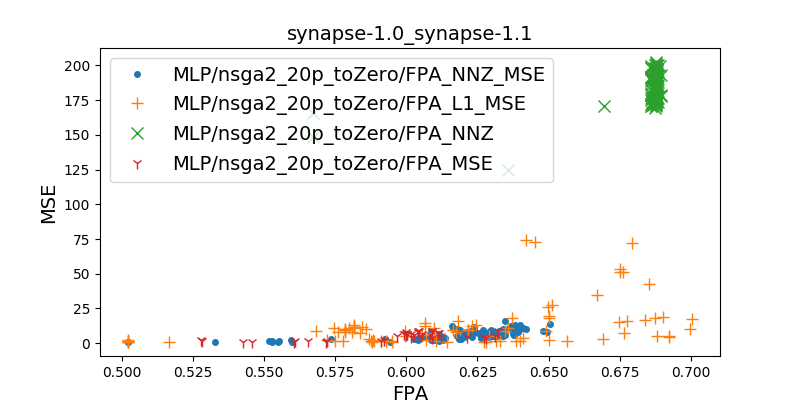 synapse-1.0_synapse-1.1
MLP/nsga2_20p_toZero/FPA_NNZ_MSE
MLP/nsga2_20p_toZero/FPA_L1_MSE
MLP/nsga2_20p_toZero/FPA_NNZ
MLP/nsga2_20p_toZero/FPA_MSE
MSE
200
175
150
125
100
75
50
25
0
0.500 0.525 0.550 0.575 0.600 0.625 0.650 0.675 0.700
FPA